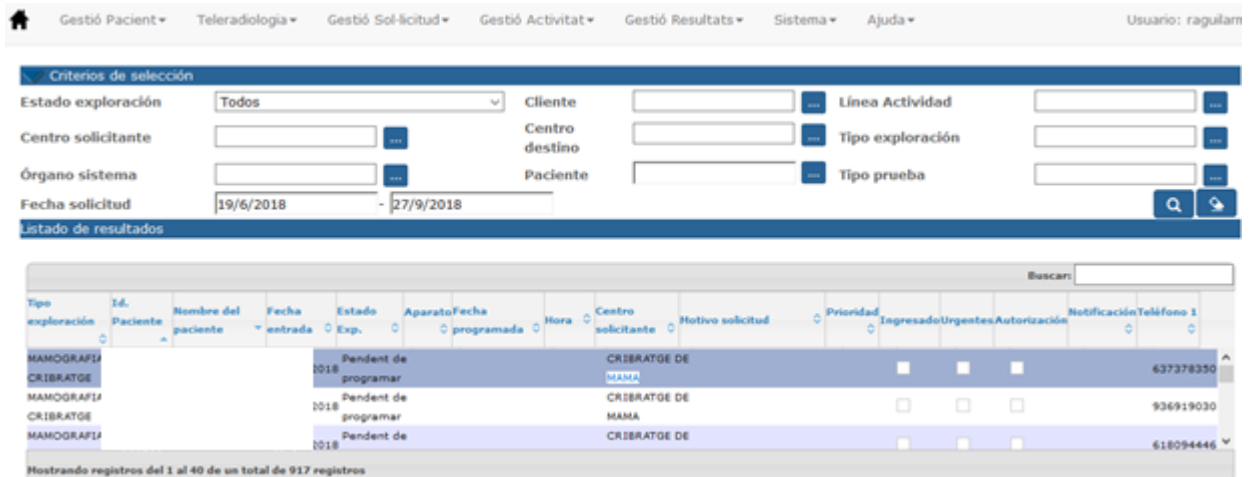 Gestió Pacient Teleradiologia Gestió Sol·licitud Gestió Activitat Gestió Resultats Sistema Ajuda Usuario: raguilarm
Criterios de selección
Estado exploración Todos Cliente ... Línea Actividad ...
Centro solicitante ... Centro destino ... Tipo exploración ...
Órgano sistema ... Paciente ... Tipo prueba ...
Fecha solicitud 19/6/2018 - 27/9/2018
Listado de resultados
Buscar:
Tipo exploración Id. Paciente Nombre del paciente Fecha entrada Estado Exp. Aparato Fecha programada Hora Centro solicitante Motivo solicitud Prioridad Ingresado Urgentes Autorización Notificación Teléfono 1
MAMOGRAFIA CRIBRATGE 2018 Pendent de programar CRIBRATGE DE MAMA 637378350
MAMOGRAFIA CRIBRATGE 2018 Pendent de programar CRIBRATGE DE MAMA 936919030
MAMOGRAFIA 2018 Pendent de CRIBRATGE DE 618094446
Mostrando registros del 1 al 40 de un total de 917 registros